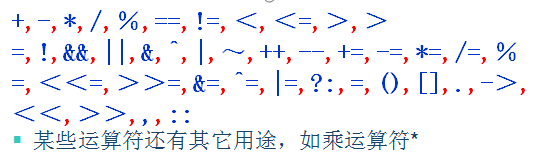 +,-,*,/,%,==,!=,＜,＜=,＞,＞
=,!,&&,||,&,^,|,～,++,--,+=,-=,*=,/=,%
=,＜＜=,＞＞=,&=,^=,|=,?:,=,(),[],.,-＞,
＜＜,＞＞,,,::
▪ 某些运算符还有其它用途，如乘运算符*